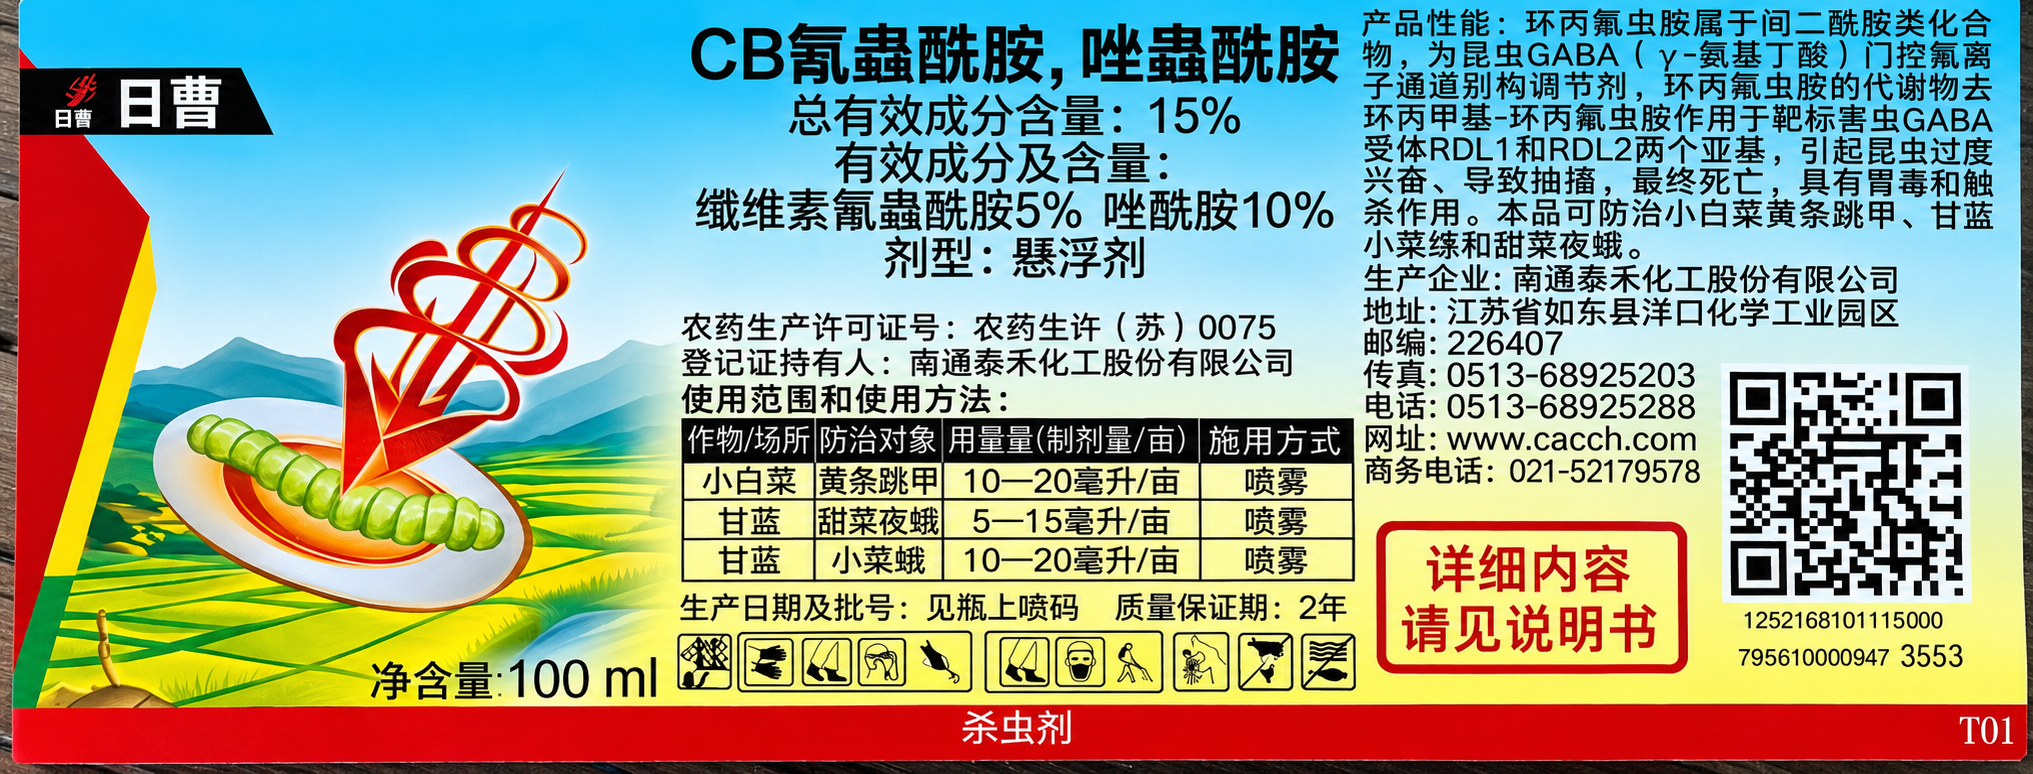 日曹
日曹
CB氰蟲酰胺,唑蟲酰胺
总有效成分含量：15%
有效成分及含量：
纖维素氰蟲酰胺5% 唑酰胺10%
剂型：悬浮剂
农药生产许可证号：农药生许（苏）0075
登记证持有人：南通泰禾化工股份有限公司
使用范围和使用方法：
作物/场所 防治对象 用量量(制剂量/亩) 施用方式
小白菜 黄条跳甲 10—20毫升/亩 喷雾
甘蓝 甜菜夜蛾 5—15毫升/亩 喷雾
甘蓝 小菜蛾 10—20毫升/亩 喷雾
生产日期及批号：见瓶上喷码 质量保证期：2年
净含量:100 ml
产品性能：环丙氟虫胺属于间二酰胺类化合
物，为昆虫GABA（γ-氨基丁酸）门控氯离
子通道别构调节剂，环丙氟虫胺的代谢物去
环丙甲基-环丙氟虫胺作用于靶标害虫GABA
受体RDL1和RDL2两个亚基，引起昆虫过度
兴奋、导致抽搐，最终死亡，具有胃毒和触
杀作用。本品可防治小白菜黄条跳甲、甘蓝
小菜蛾和甜菜夜蛾。
生产企业：南通泰禾化工股份有限公司
地址：江苏省如东县洋口化学工业园区
邮编：226407
传真：0513-68925203
电话：0513-68925288
网址：www.cacch.com
商务电话：021-52179578
详细内容
请见说明书
1252168101115000
795610000947 3553
杀虫剂
T01